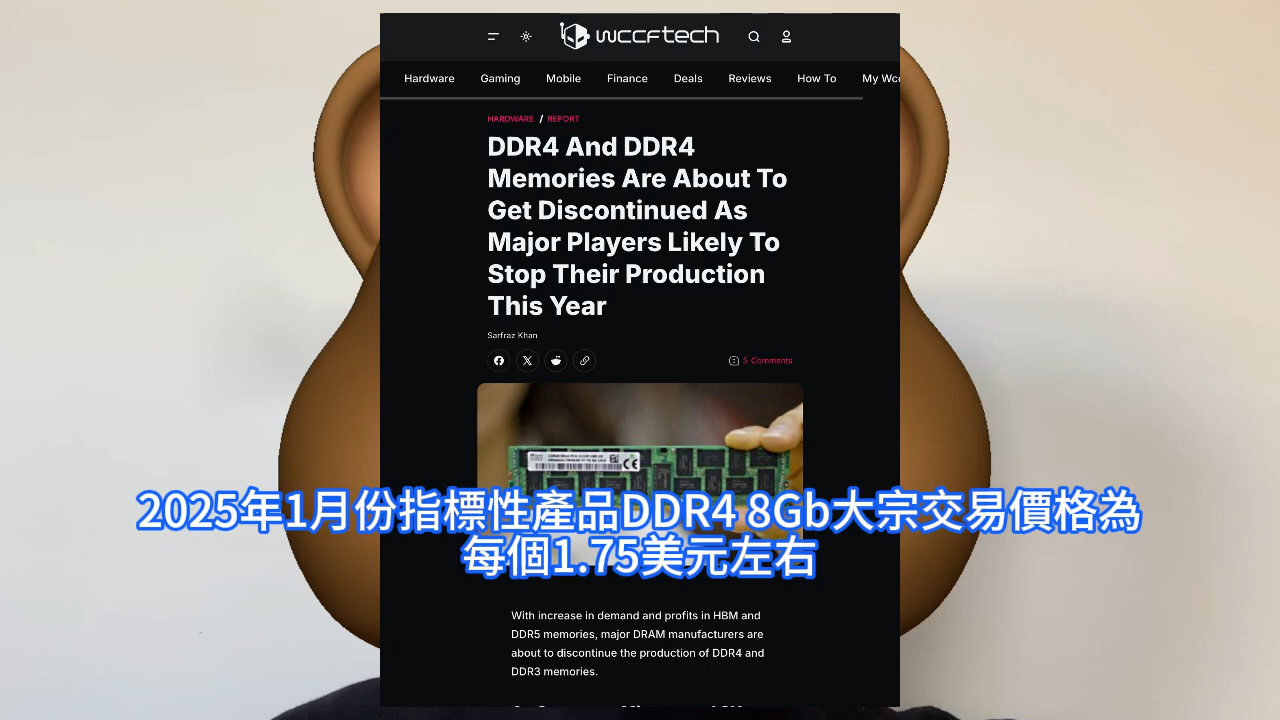 wccftech
Hardware Gaming Mobile Finance Deals Reviews How To My Wcc
HARDWARE / REPORT
DDR4 And DDR4
Memories Are About To
Get Discontinued As
Major Players Likely To
Stop Their Production
This Year
Sarfraz Khan
5 Comments
2025年1月份指標性產品DDR4 8Gb大宗交易價格為
每個1.75美元左右
With increase in demand and profits in HBM and
DDR5 memories, major DRAM manufacturers are
about to discontinue the production of DDR4 and
DDR3 memories.